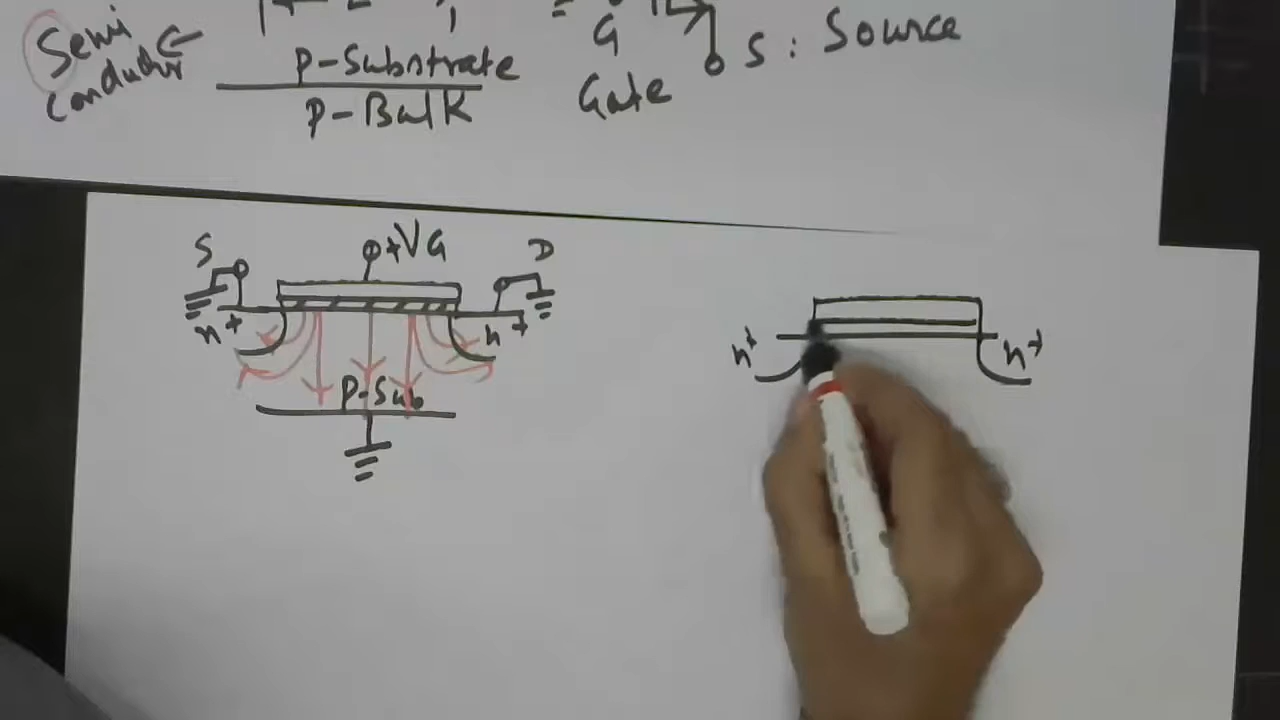 Semi
conductor
P-Substrate
P-Bulk
G
Gate
S : Source
S
+VG
D
n+
n+
P-Sub
n+
n+